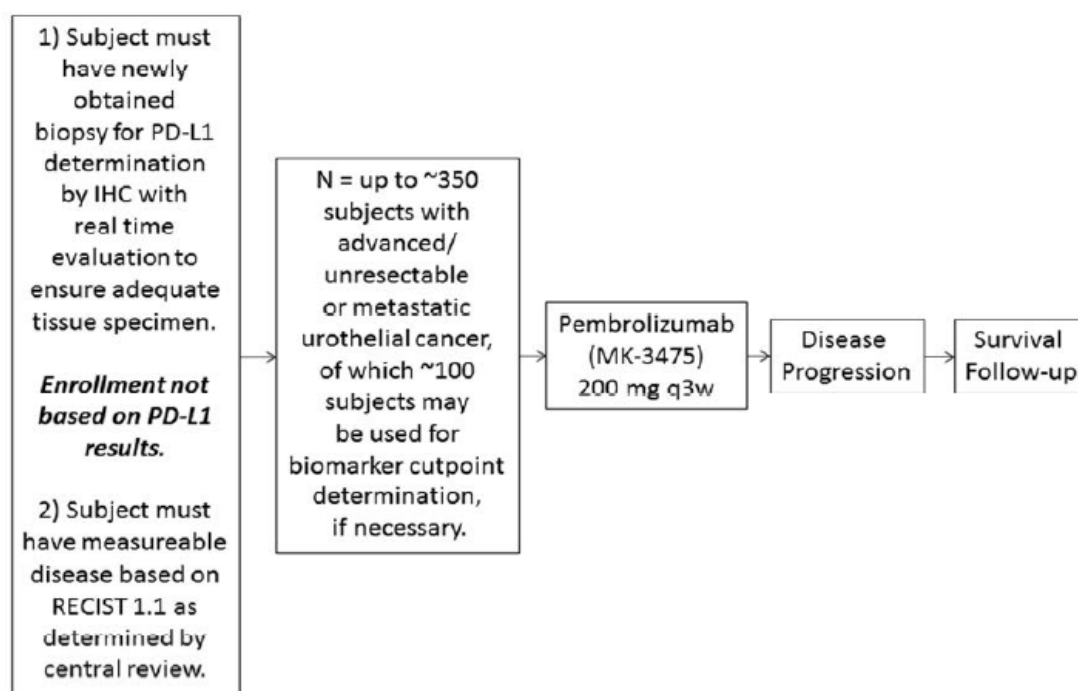 1) Subject must
have newly
obtained
biopsy for PD-L1
determination
by IHC with
real time
evaluation to
ensure adequate
tissue specimen.
Enrollment not
based on PD-L1
results.
2) Subject must
have measureable
disease based on
RECIST 1.1 as
determined by
central review.
N = up to ~350
subjects with
advanced/
unresectable
or metastatic
urothelial cancer,
of which ~100
subjects may
be used for
biomarker cutpoint
determination,
if necessary.
Pembrolizumab
(MK-3475)
200 mg q3w
Disease
Progression
Survival
Follow-up